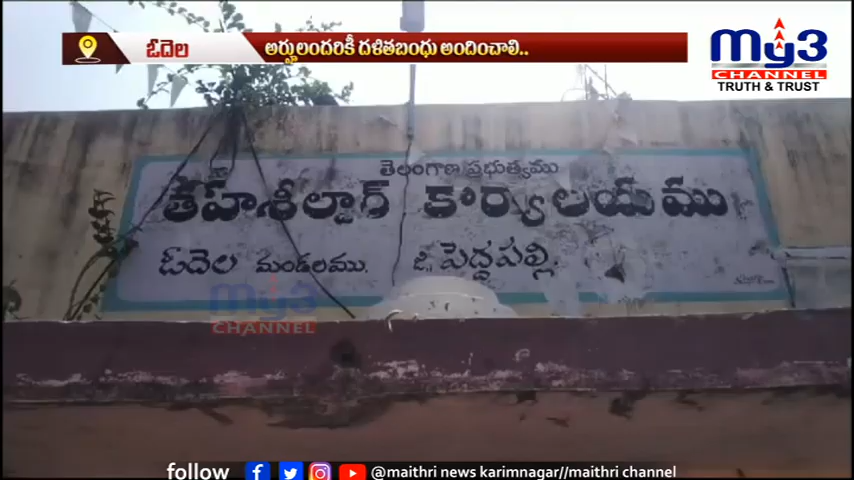 ఓదెల
అర్హులందరికీ దళితబంధు అందించాలి..
my3
CHANNEL
TRUTH & TRUST
తెలంగాణ ప్రభుత్వము
తహశీల్దార్ కార్యాలయము
ఓదెల మండలము. జి. పెద్దపల్లి.
my3
CHANNEL
follow @maithri news karimnagar//maithri channel